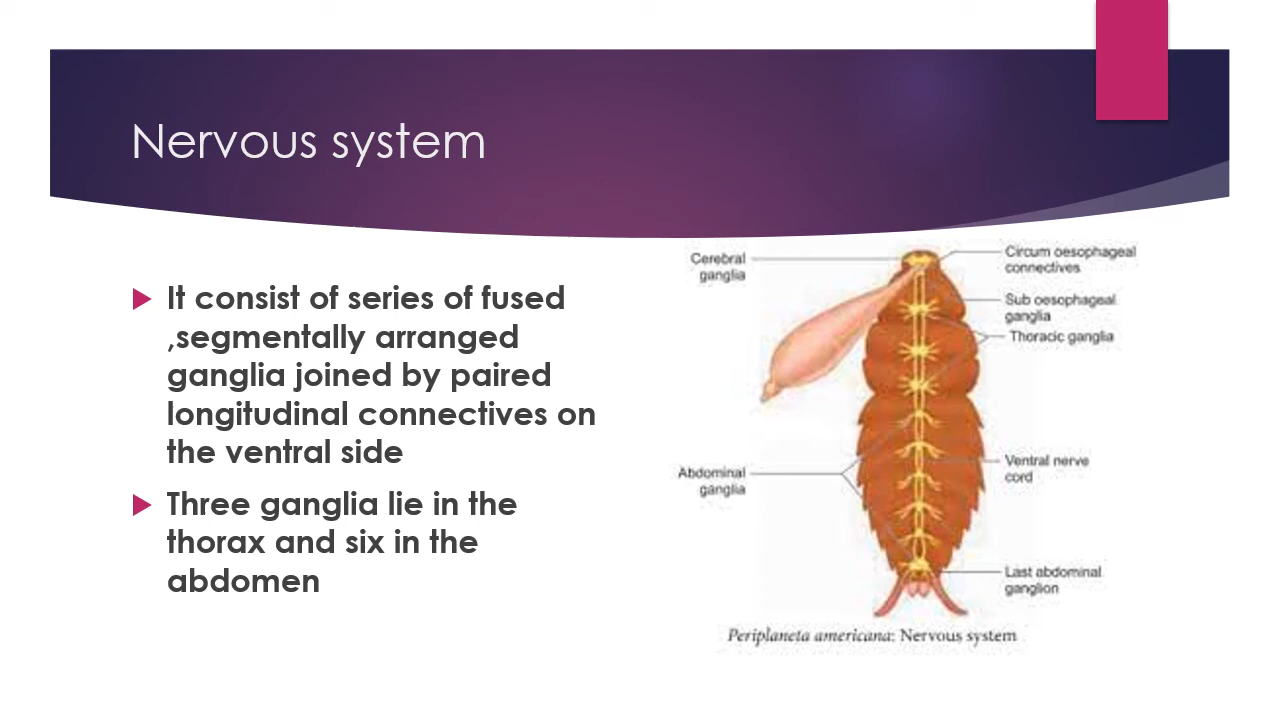 Nervous system
It consist of series of fused
,segmentally arranged
ganglia joined by paired
longitudinal connectives on
the ventral side
Three ganglia lie in the
thorax and six in the
abdomen
Cerebral
ganglia
Abdominal
ganglia
Circum oesophageal
connectives
Sub oesophageal
ganglia
Thoracic ganglia
Ventral nerve
cord
Last abdominal
ganglion
Periplaneta americana: Nervous system